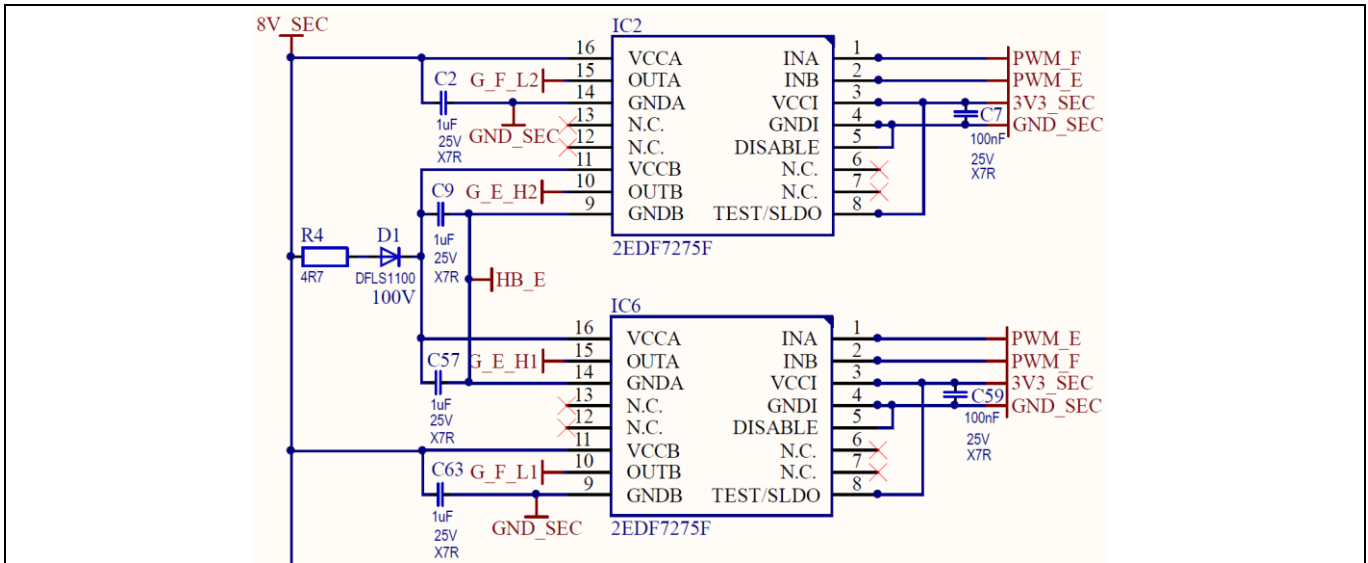 8V_SEC
IC2
16 VCCA INA 1 PWM_F
G_F_L2 15 OUTA INB 2 PWM_E
C2 14 GNDA VCCI 3 3V3_SEC
1uF 13 N.C. GNDI 4 C7 GND_SEC
25V GND_SEC 12 N.C. DISABLE 5 100nF
X7R 11 VCCB N.C. 6 25V
C9 G_E_H2 10 OUTB N.C. 7 X7R
9 GNDB TEST/SLDO 8
1uF
25V
X7R
2EDF7275F
R4 D1
4R7 DFLS1100
100V
HB_E
IC6
16 VCCA INA 1 PWM_E
C57 G_E_H1 15 OUTA INB 2 PWM_F
14 GNDA VCCI 3 3V3_SEC
1uF 13 N.C. GNDI 4 C59 GND_SEC
25V 12 N.C. DISABLE 5 100nF
X7R 11 VCCB N.C. 6 25V
C63 G_F_L1 10 OUTB N.C. 7 X7R
9 GNDB TEST/SLDO 8
1uF
25V
X7R
GND_SEC 2EDF7275F